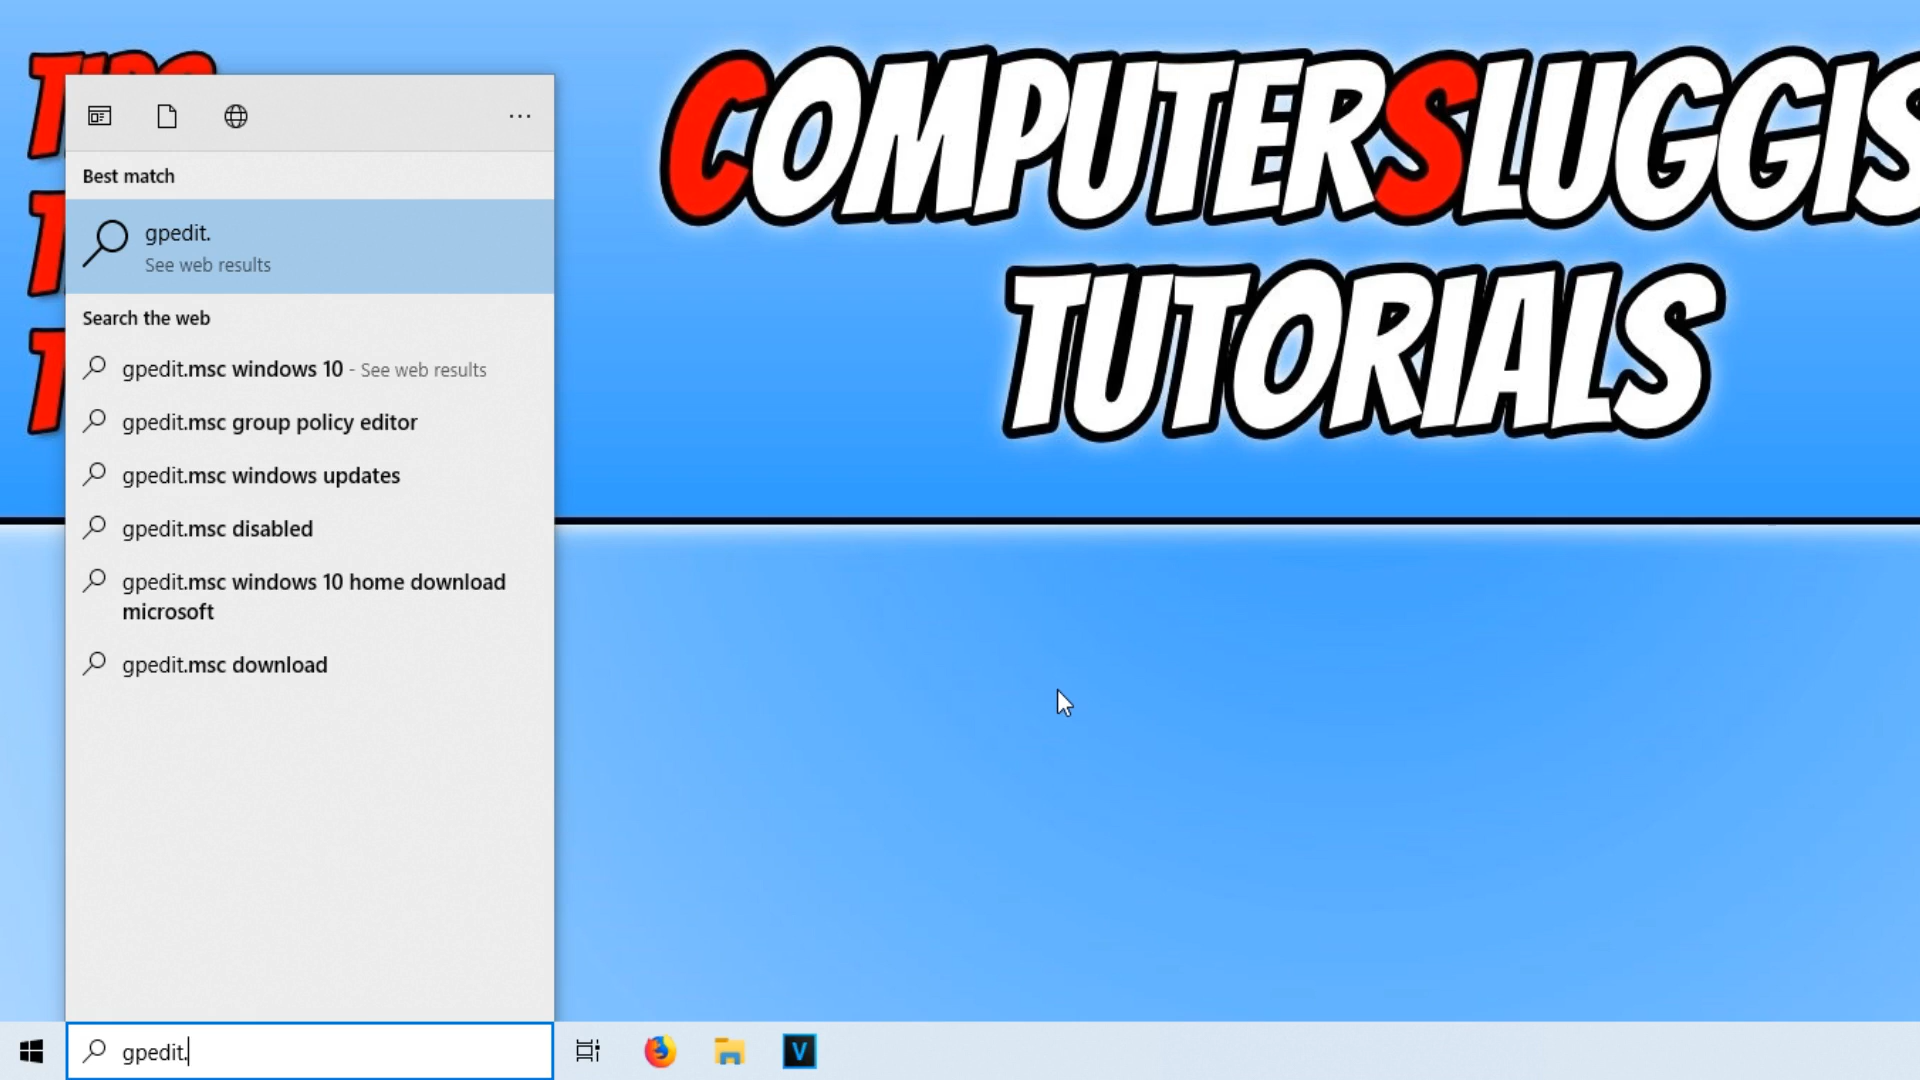 TIPS
COMPUTERSLUGGIS
TUTORIALS
Best match
gpedit.
See web results
Search the web
gpedit.msc windows 10 - See web results
gpedit.msc group policy editor
gpedit.msc windows updates
gpedit.msc disabled
gpedit.msc windows 10 home download
microsoft
gpedit.msc download
gpedit.
V